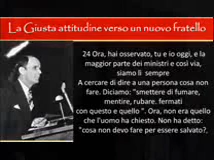 La Giusta attitudine verso un nuovo fratello
24 Ora, hai osservato, tu e io oggi, e la
maggior parte dei ministri e così via,
siamo lì sempre
A cercare di dire a una persona cosa non
fare. Diciamo: "smettere di fumare,
mentire, rubare. fermati
con questo e quello ". Ora, non era quello
che l'uomo ha chiesto. Non ha detto:
"cosa non devo fare per essere salvato?,